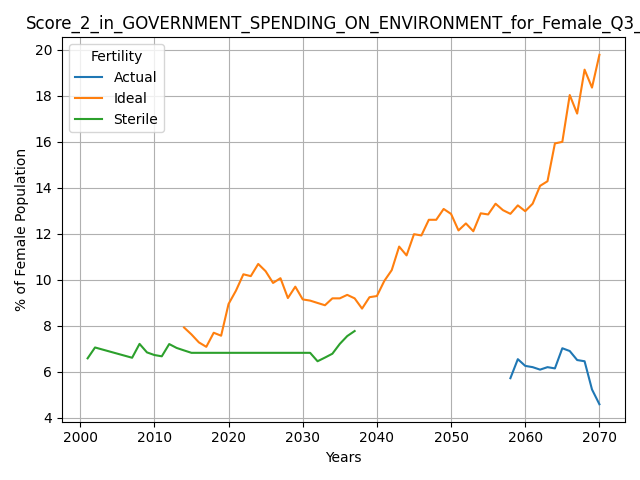 Score_2_in_GOVERNMENT_SPENDING_ON_ENVIRONMENT_for_Female_Q3_
Fertility
Actual
Ideal
Sterile
% of Female Population
20
18
16
14
12
10
8
6
4
2000 2010 2020 2030 2040 2050 2060 2070
Years